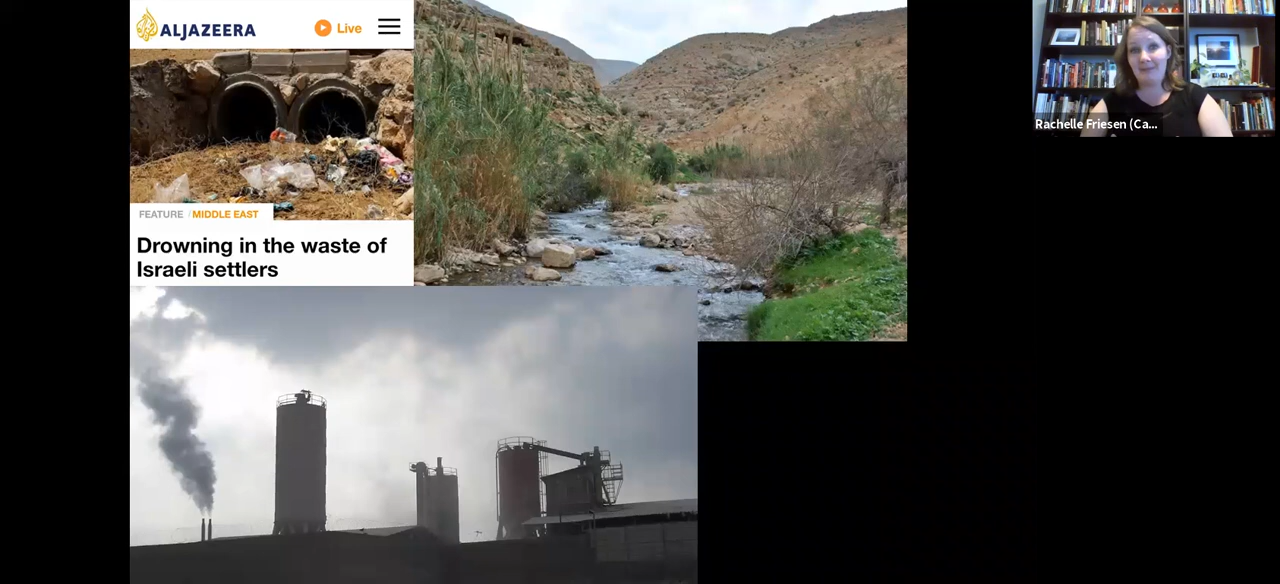 ALJAZEERA
Live
FEATURE / MIDDLE EAST
Drowning in the waste of
Israeli settlers
Rachelle Friesen (Ca...